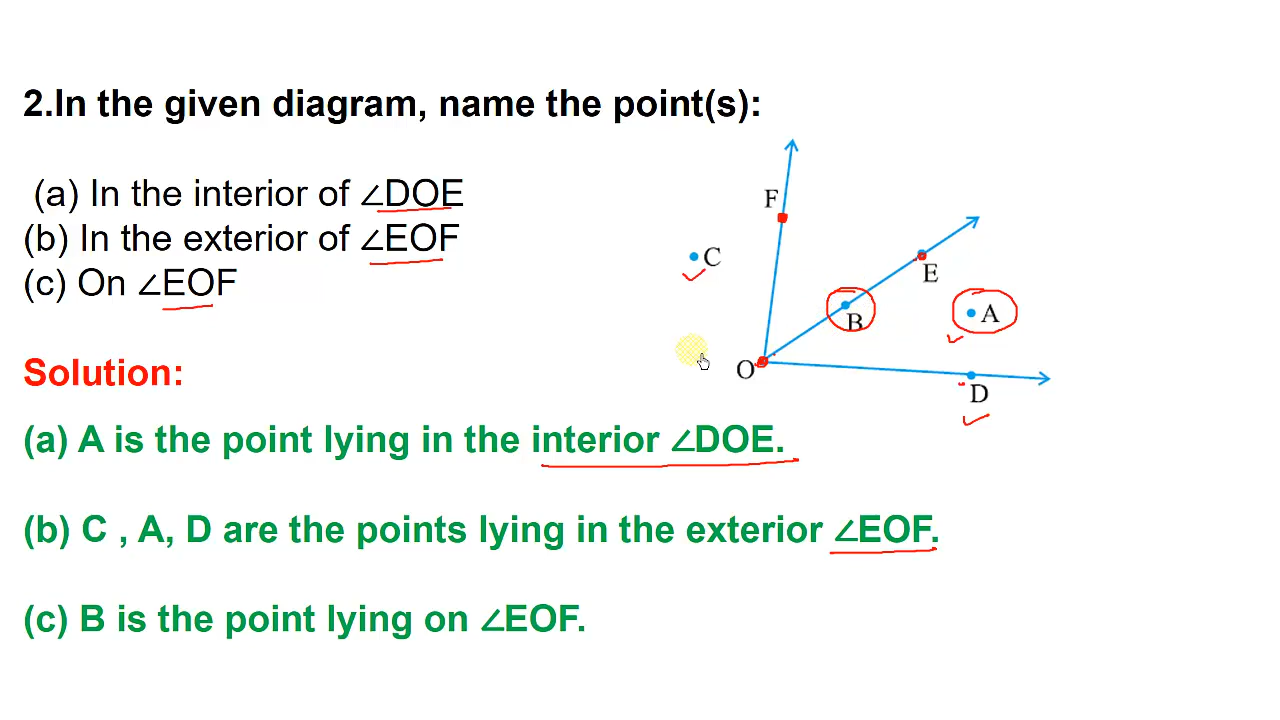 2.In the given diagram, name the point(s):
(a) In the interior of ∠DOE
(b) In the exterior of ∠EOF
(c) On ∠EOF
F
C
E
B
A
O
D
Solution:
(a) A is the point lying in the interior ∠DOE.
(b) C , A, D are the points lying in the exterior ∠EOF.
(c) B is the point lying on ∠EOF.